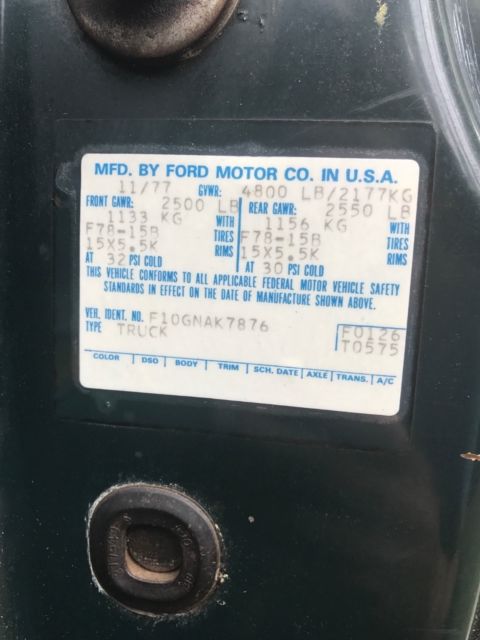 MFD. BY FORD MOTOR CO. IN U.S.A.
11/77 GVWR: 4800 LB/2177KG
FRONT GAWR: 2500 LB REAR GAWR: 2550 LB
1133 KG WITH 1156 KG WITH
F78-15B TIRES F78-15B TIRES
15X5.5K RIMS 15X5.5K RIMS
AT 32 PSI COLD AT 30 PSI COLD
THIS VEHICLE CONFORMS TO ALL APPLICABLE FEDERAL MOTOR VEHICLE SAFETY
STANDARDS IN EFFECT ON THE DATE OF MANUFACTURE SHOWN ABOVE.
VEH. IDENT. NO. F10GNAK7876 F0126
TYPE TRUCK T0575
COLOR DSO BODY TRIM SCH. DATE AXLE TRANS. A/C